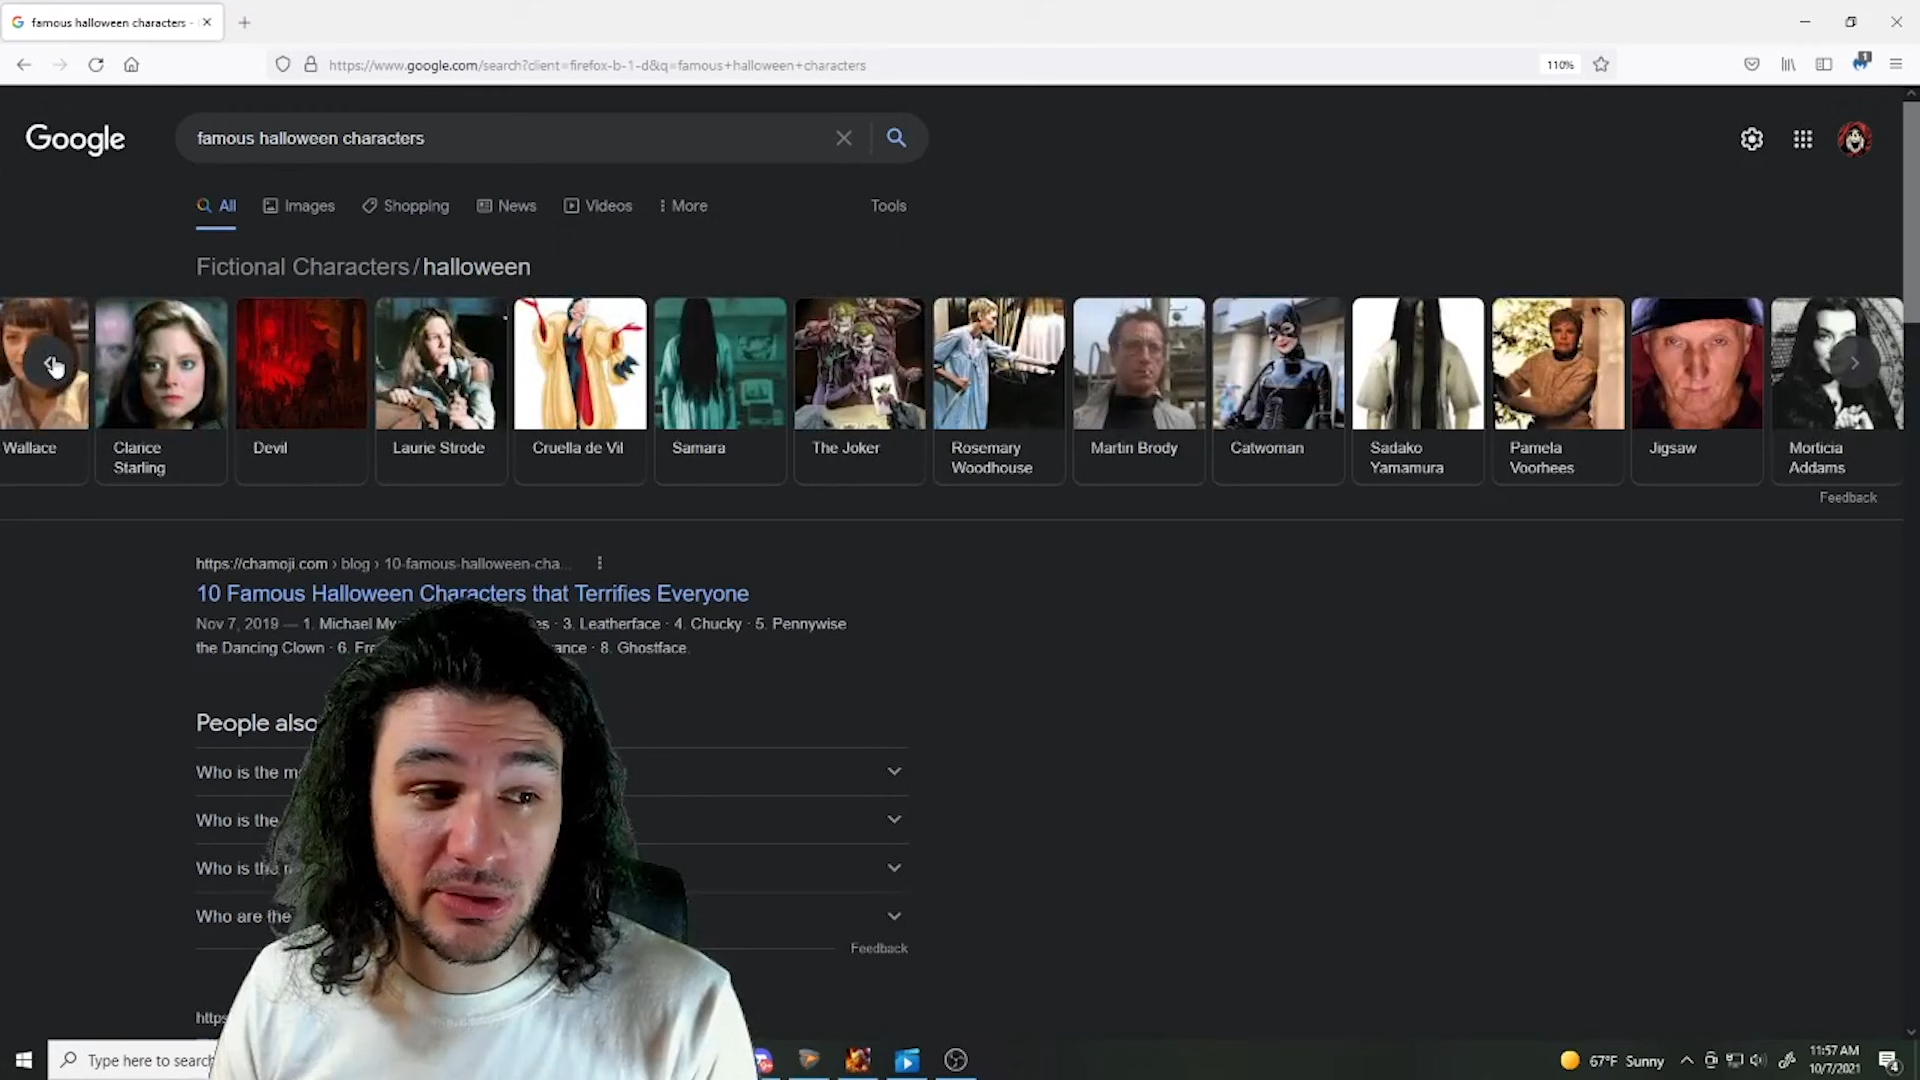 famous halloween characters -
https://www.google.com/search?client=firefox-b-1-d&q=famous+halloween+characters
110%
1
Google
famous halloween characters
All
Images
Shopping
News
Videos
More
Tools
Fictional Characters / halloween
Wallace
Clarice
Starling
Devil
Laurie Strode
Cruella de Vil
Samara
The Joker
Rosemary
Woodhouse
Martin Brody
Catwoman
Sadako
Yamamura
Pamela
Voorhees
Jigsaw
Morticia
Addams
Feedback
https://chamoji.com › blog › 10-famous-halloween-cha...
10 Famous Halloween Characters that Terrifies Everyone
Nov 7, 2019 — 1. Michael My es · 3. Leatherface · 4. Chucky · 5. Pennywise
the Dancing Clown · 6. Fre ance · 8. Ghostface.
People also
Who is the m
Who is the
Who is the
Who are the
Feedback
https
Type here to search
67°F Sunny
11:57 AM
10/7/2021
4